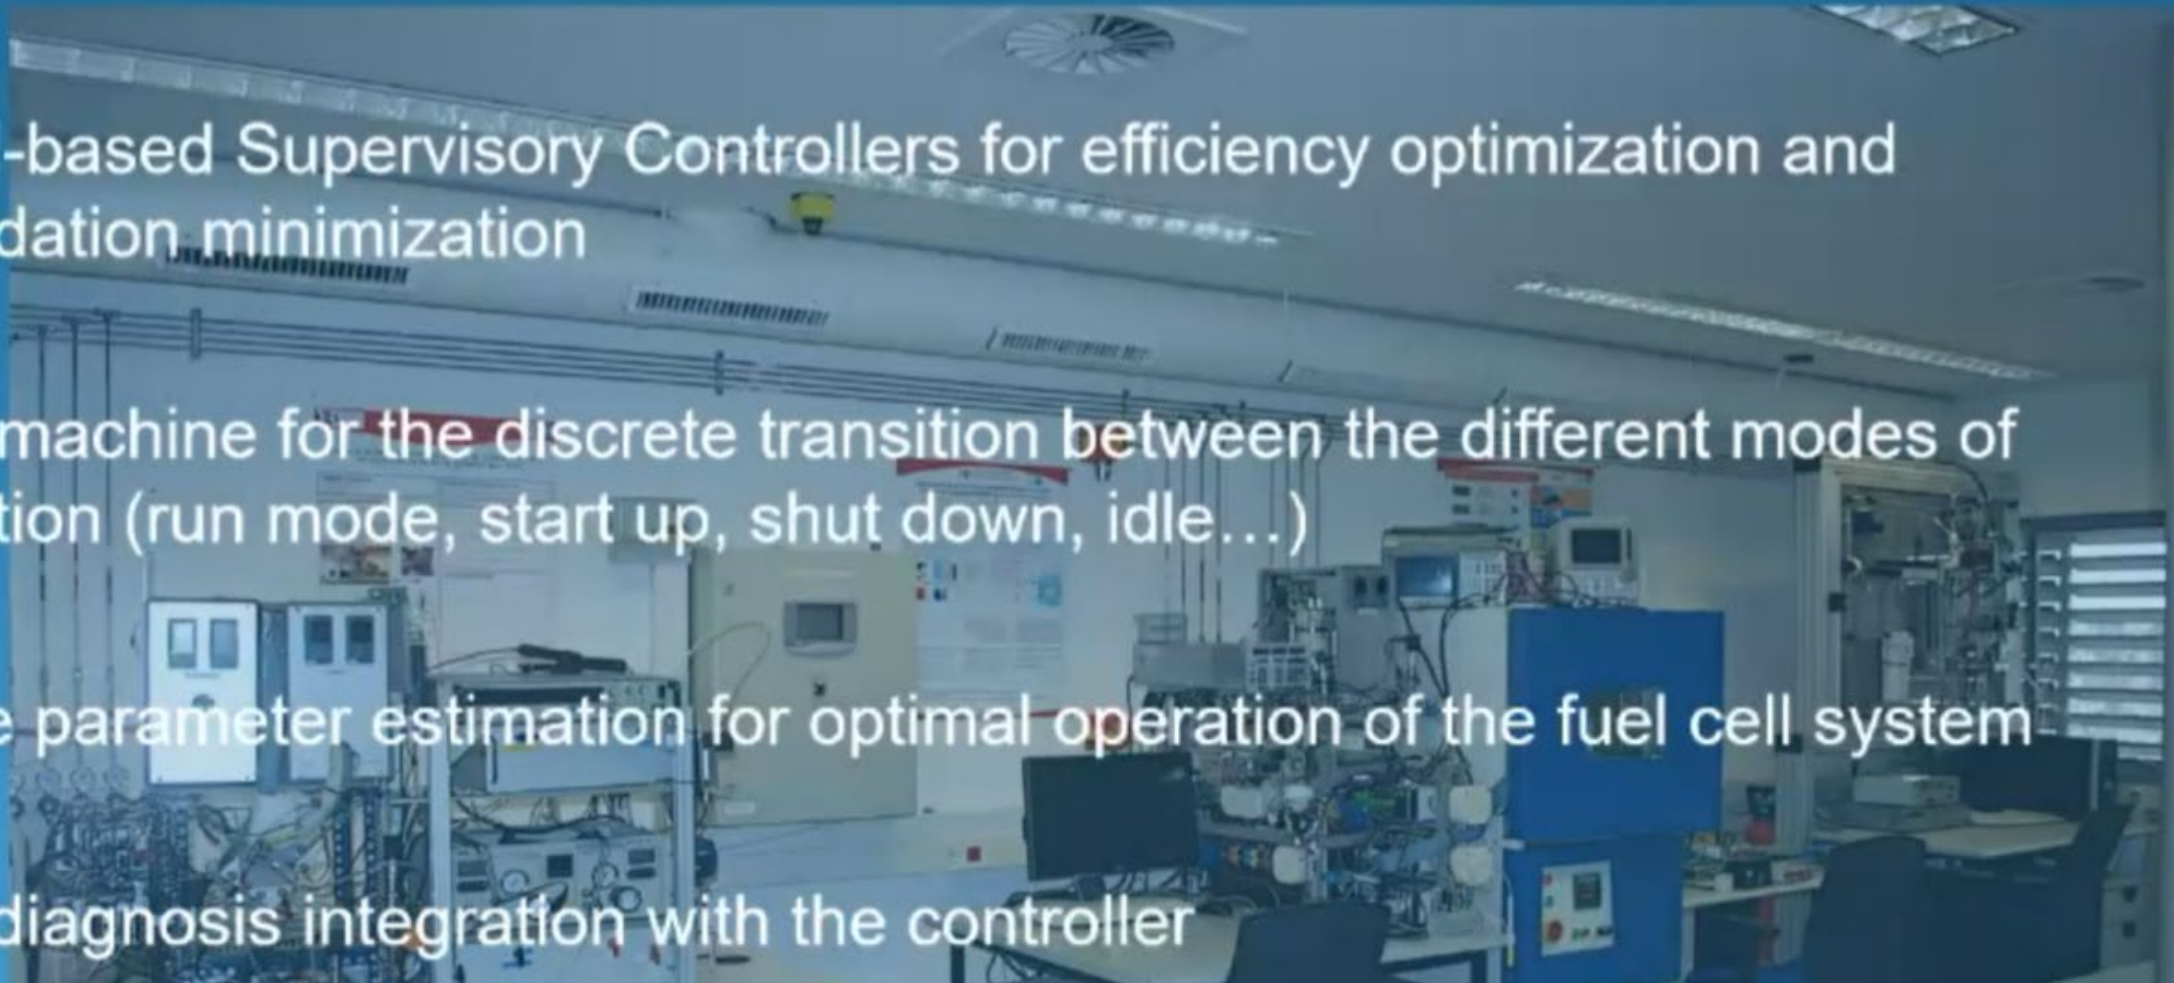 -based Supervisory Controllers for efficiency optimization and
dation minimization
machine for the discrete transition between the different modes of
tion (run mode, start up, shut down, idle...)
e parameter estimation for optimal operation of the fuel cell system
diagnosis integration with the controller